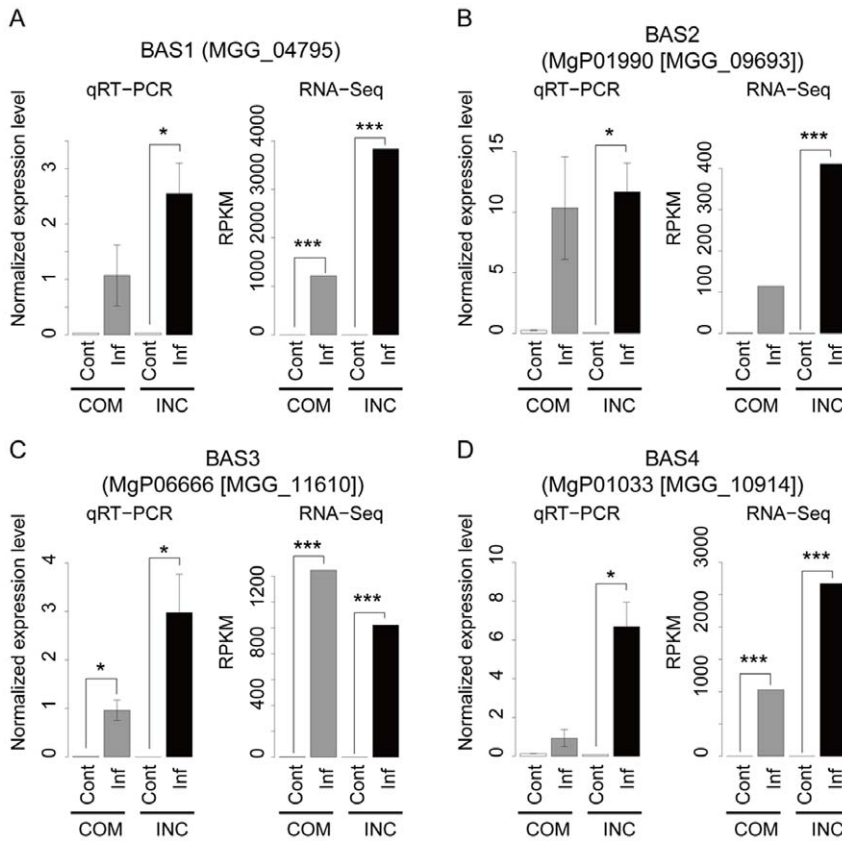 A
BAS1 (MGG_04795)
qRT−PCR
RNA−Seq
Normalized expression level
0 1 2 3
*
RPKM
0 1000 2000 3000 4000
***
***
Cont Inf Cont Inf
COM INC
Cont Inf Cont Inf
COM INC
B
BAS2
(MgP01990 [MGG_09693])
qRT−PCR
RNA−Seq
Normalized expression level
0 5 10 15
*
RPKM
0 100 200 300 400
***
Cont Inf Cont Inf
COM INC
Cont Inf Cont Inf
COM INC
C
BAS3
(MgP06666 [MGG_11610])
qRT−PCR
RNA−Seq
Normalized expression level
0 1 2 3 4
*
*
RPKM
0 400 800 1200
***
***
Cont Inf Cont Inf
COM INC
Cont Inf Cont Inf
COM INC
D
BAS4
(MgP01033 [MGG_10914])
qRT−PCR
RNA−Seq
Normalized expression level
0 2 4 6 8 10
*
RPKM
0 1000 2000 3000
***
***
Cont Inf Cont Inf
COM INC
Cont Inf Cont Inf
COM INC